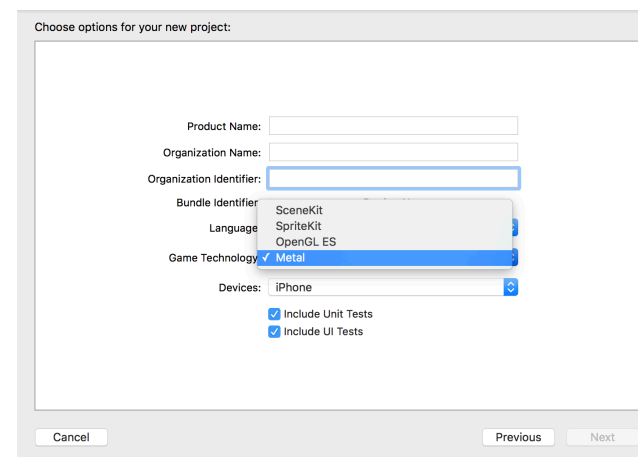 Choose options for your new project:
Product Name:
Organization Name:
Organization Identifier:
Bundle Identifier
SceneKit
Language
SpriteKit
OpenGL ES
Game Technology ✓ Metal
Devices: iPhone
Include Unit Tests
Include UI Tests
Cancel Previous Next